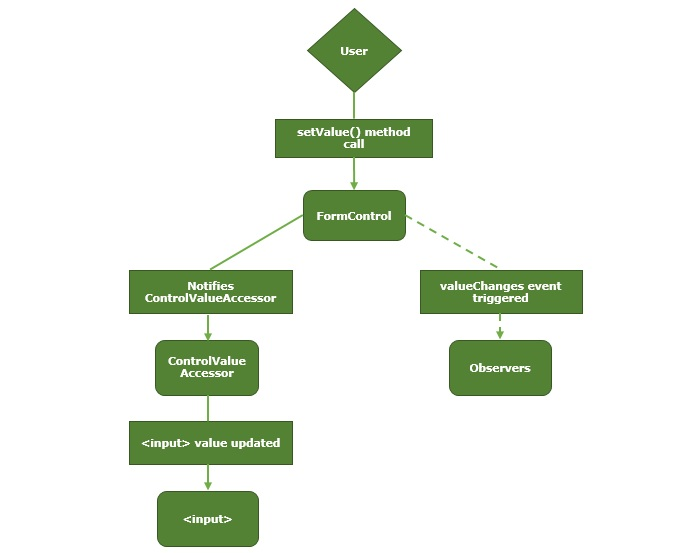 User
setValue() method
call
FormControl
Notifies
ControlValueAccessor
valueChanges event
triggered
ControlValue
Accessor
Observers
<input> value updated
<input>